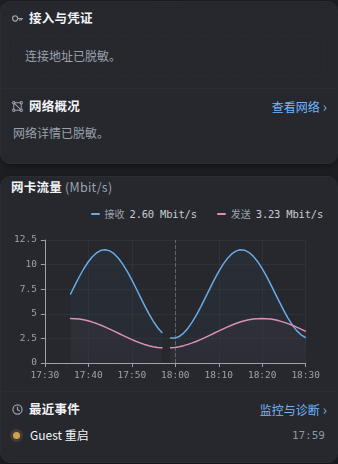 接入与凭证
连接地址已脱敏。
网络概况 查看网络 ›
网络详情已脱敏。
网卡流量 (Mbit/s)
接收 2.60 Mbit/s 发送 3.23 Mbit/s
12.5
10
7.5
5
2.5
0
17:30 17:40 17:50 18:00 18:10 18:20 18:30
最近事件 监控与诊断 ›
Guest 重启 17:59